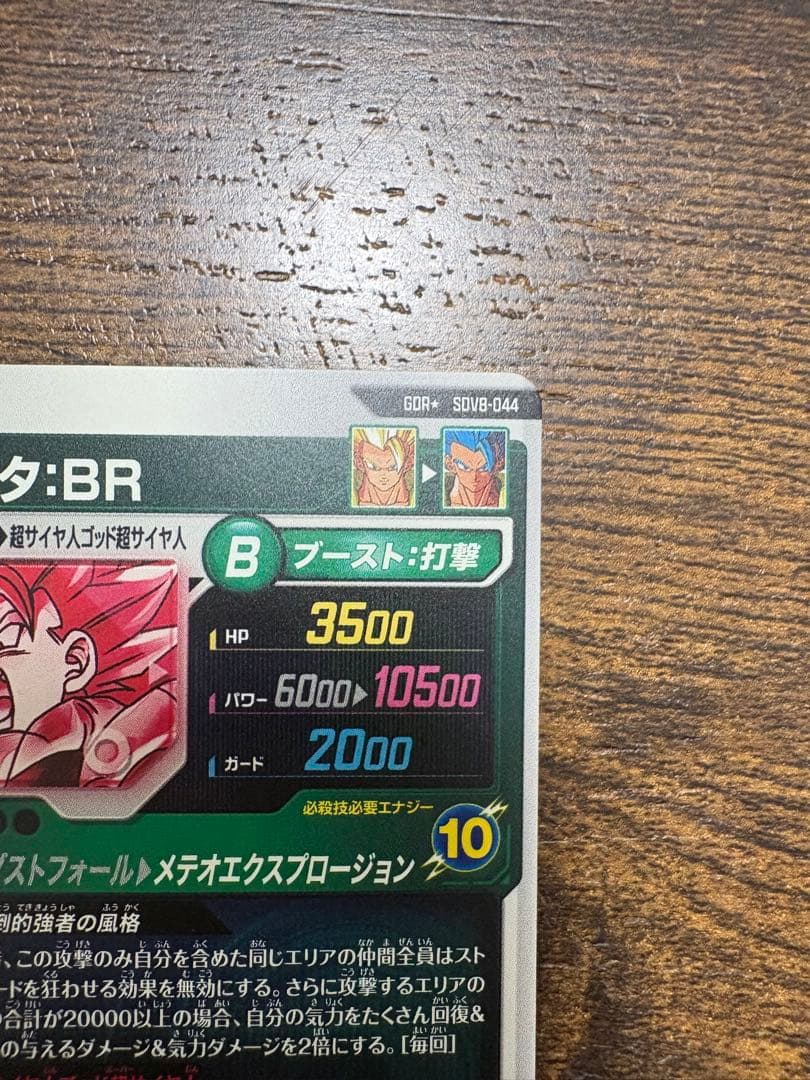 GDR★ SDV8-044
タ:BR
超サイヤ人ゴッド超サイヤ人
B ブースト:打撃
HP 3500
パワー 6000▶10500
ガード 2000
必殺技必要エナジー
10
ストフォール▶メテオエクスプロージョン
倒的強者の風格
、この攻撃のみ自分を含めた同じエリアの仲間全員はスト
ードを狂わせる効果を無効にする。さらに攻撃するエリアの
合計が20000以上の場合、自分の気力をたくさん回復&
の与えるダメージ&気力ダメージを2倍にする。[毎回]